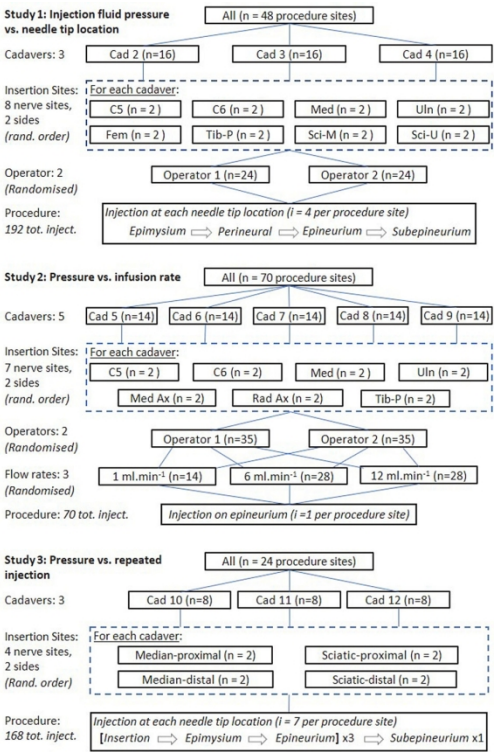 Study 1: Injection fluid pressure
vs. needle tip location
All (n = 48 procedure sites)
Cadavers: 3
Cad 2 (n=16)
Cad 3 (n=16)
Cad 4 (n=16)
Insertion Sites:
8 nerve sites,
2 sides
(rand. order)
For each cadaver:
C5 (n = 2 )
C6 (n = 2)
Med (n = 2 )
Uln (n = 2)
Fem (n = 2)
Tib-P (n = 2)
Sci-M (n = 2)
Sci-U (n = 2)
Operator: 2
(Randomised)
Operator 1 (n=24)
Operator 2 (n=24)
Procedure:
192 tot. inject.
Injection at each needle tip location (i = 4 per procedure site)
Epimysium ⇨ Perineural ⇨ Epineurium ⇨ Subepineurium
Study 2: Pressure vs. infusion rate
All (n = 70 procedure sites)
Cadavers: 5
Cad 5 (n=14)
Cad 6 (n=14)
Cad 7 (n=14)
Cad 8 (n=14)
Cad 9 (n=14)
Insertion Sites:
7 nerve sites,
2 sides
(rand. order)
For each cadaver:
C5 (n = 2 )
C6 (n = 2)
Med (n = 2 )
Uln (n = 2)
Med Ax (n = 2)
Rad Ax (n = 2)
Tib-P (n = 2)
Operators: 2
(Randomised)
Operator 1 (n=35)
Operator 2 (n=35)
Flow rates: 3
(Randomised)
1 ml.min⁻¹ (n=14)
6 ml.min⁻¹ (n=28)
12 ml.min⁻¹ (n=28)
Procedure: 70 tot. inject.
Injection on epineurium (i =1 per procedure site)
Study 3: Pressure vs. repeated
injection
All (n = 24 procedure sites)
Cadavers: 3
Cad 10 (n=8)
Cad 11 (n=8)
Cad 12 (n=8)
Insertion Sites:
4 nerve sites,
2 sides
(Rand. order)
For each cadaver:
Median-proximal (n = 2)
Sciatic-proximal (n = 2)
Median-distal (n = 2)
Sciatic-distal (n = 2)
Procedure:
168 tot. inject.
Injection at each needle tip location (i = 7 per procedure site)
[Insertion ⇨ Epimysium ⇨ Epineurium] x3 ⇨ Subepineurium x1